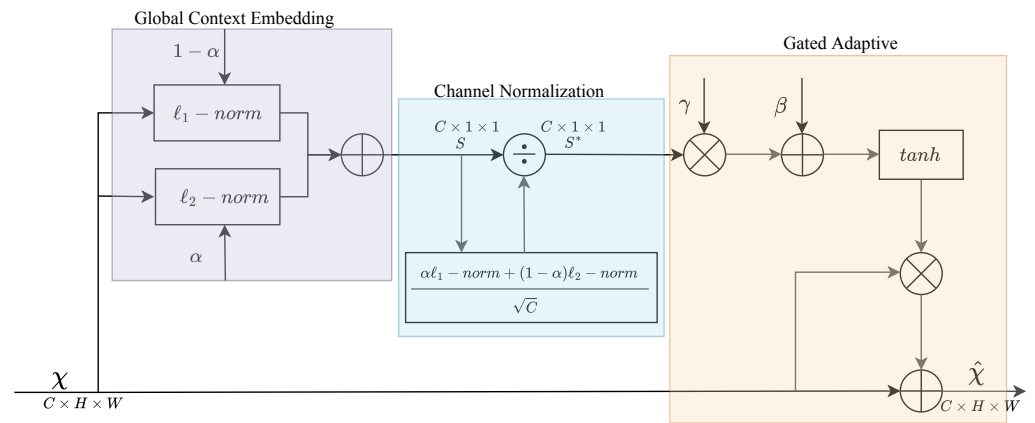 Global Context Embedding
1 − α
ℓ₁ − norm
ℓ₂ − norm
α
Channel Normalization
C × 1 × 1
S
C × 1 × 1
S*
÷
αℓ₁ − norm + (1 − α)ℓ₂ − norm
√C
Gated Adaptive
γ
β
tanh
χ
C × H × W
χ̂
C × H × W